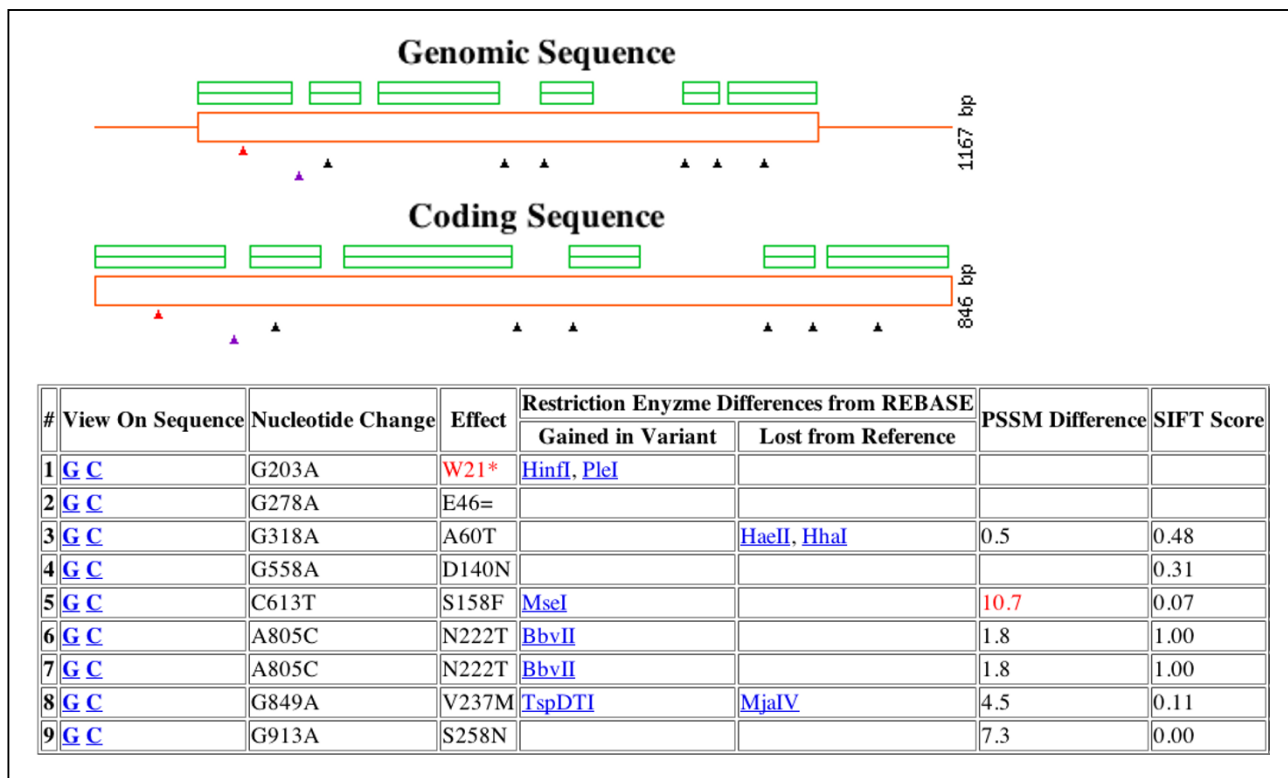 Genomic Sequence
1167 bp
Coding Sequence
846 bp
# View On Sequence Nucleotide Change Effect Restriction Enyzme Differences from REBASE PSSM Difference SIFT Score
Gained in Variant Lost from Reference
1 G C G203A W21* HinfI, PleI
2 G C G278A E46=
3 G C G318A A60T HaeII, HhaI 0.5 0.48
4 G C G558A D140N 0.31
5 G C C613T S158F MseI 10.7 0.07
6 G C A805C N222T BbvII 1.8 1.00
7 G C A805C N222T BbvII 1.8 1.00
8 G C G849A V237M TspDTI MjaIV 4.5 0.11
9 G C G913A S258N 7.3 0.00